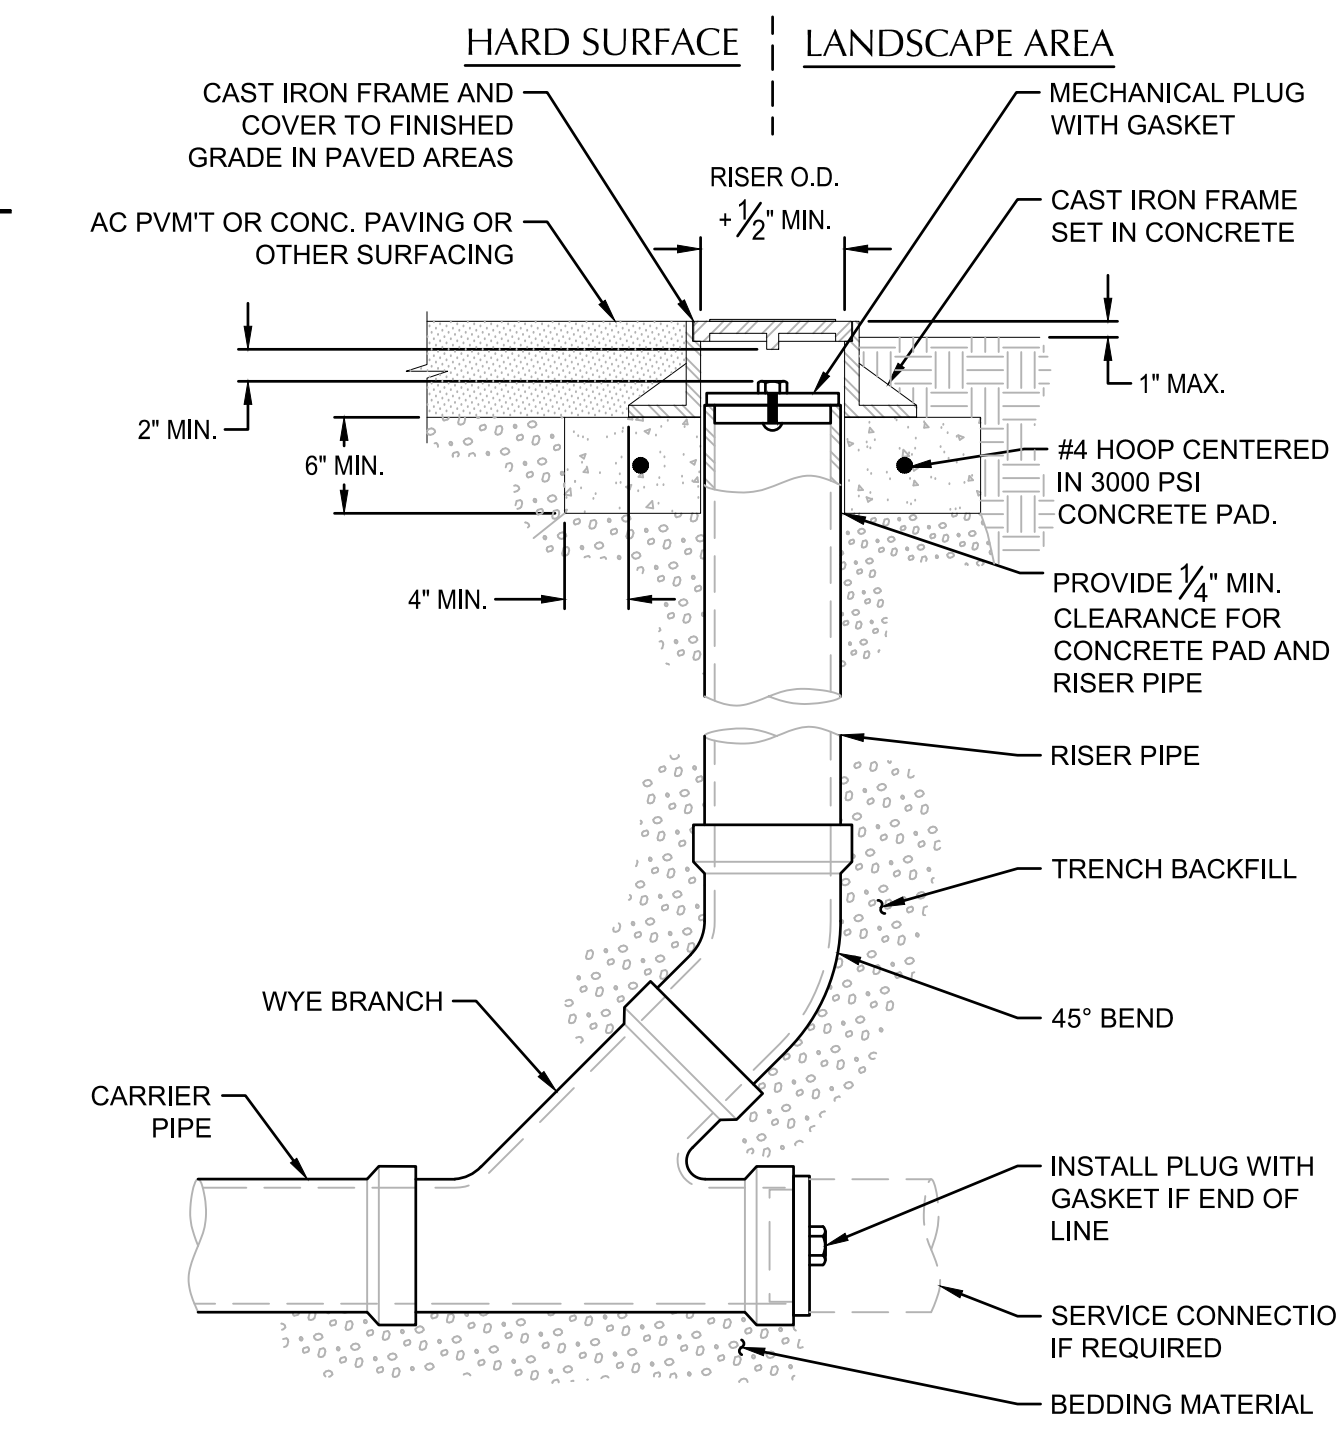 HARD SURFACE
LANDSCAPE AREA
CAST IRON FRAME AND
COVER TO FINISHED
GRADE IN PAVED AREAS
MECHANICAL PLUG
WITH GASKET
RISER O.D.
+ 1/2" MIN.
CAST IRON FRAME
SET IN CONCRETE
AC PVM'T OR CONC. PAVING OR
OTHER SURFACING
1" MAX.
2" MIN.
6" MIN.
#4 HOOP CENTERED
IN 3000 PSI
CONCRETE PAD.
4" MIN.
PROVIDE 1/4" MIN.
CLEARANCE FOR
CONCRETE PAD AND
RISER PIPE
RISER PIPE
TRENCH BACKFILL
WYE BRANCH
45° BEND
CARRIER
PIPE
INSTALL PLUG WITH
GASKET IF END OF
LINE
SERVICE CONNECTIO
IF REQUIRED
BEDDING MATERIAL